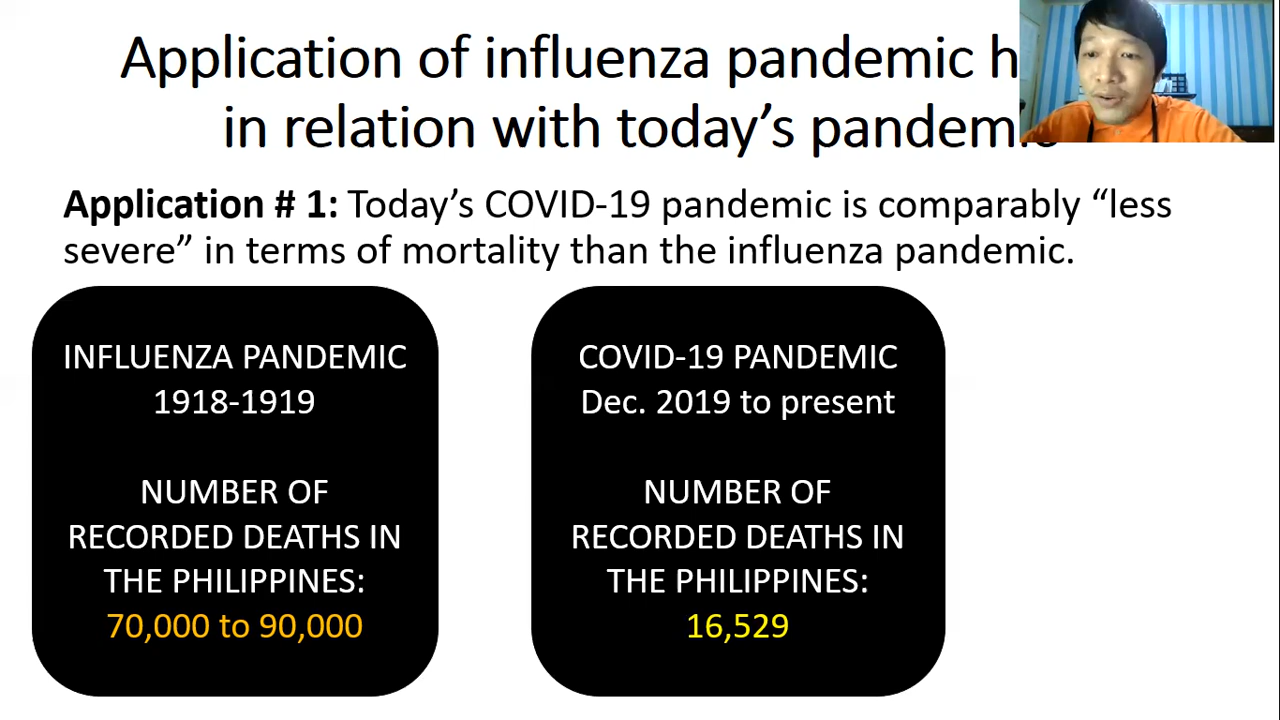 Application of influenza pandemic
in relation with today's
Application # 1: Today's COVID-19 pandemic is comparably “less
severe” in terms of mortality than the influenza pandemic.
INFLUENZA PANDEMIC
1918-1919
NUMBER OF
RECORDED DEATHS IN
THE PHILIPPINES:
70,000 to 90,000
COVID-19 PANDEMIC
Dec. 2019 to present
NUMBER OF
RECORDED DEATHS IN
THE PHILIPPINES:
16,529